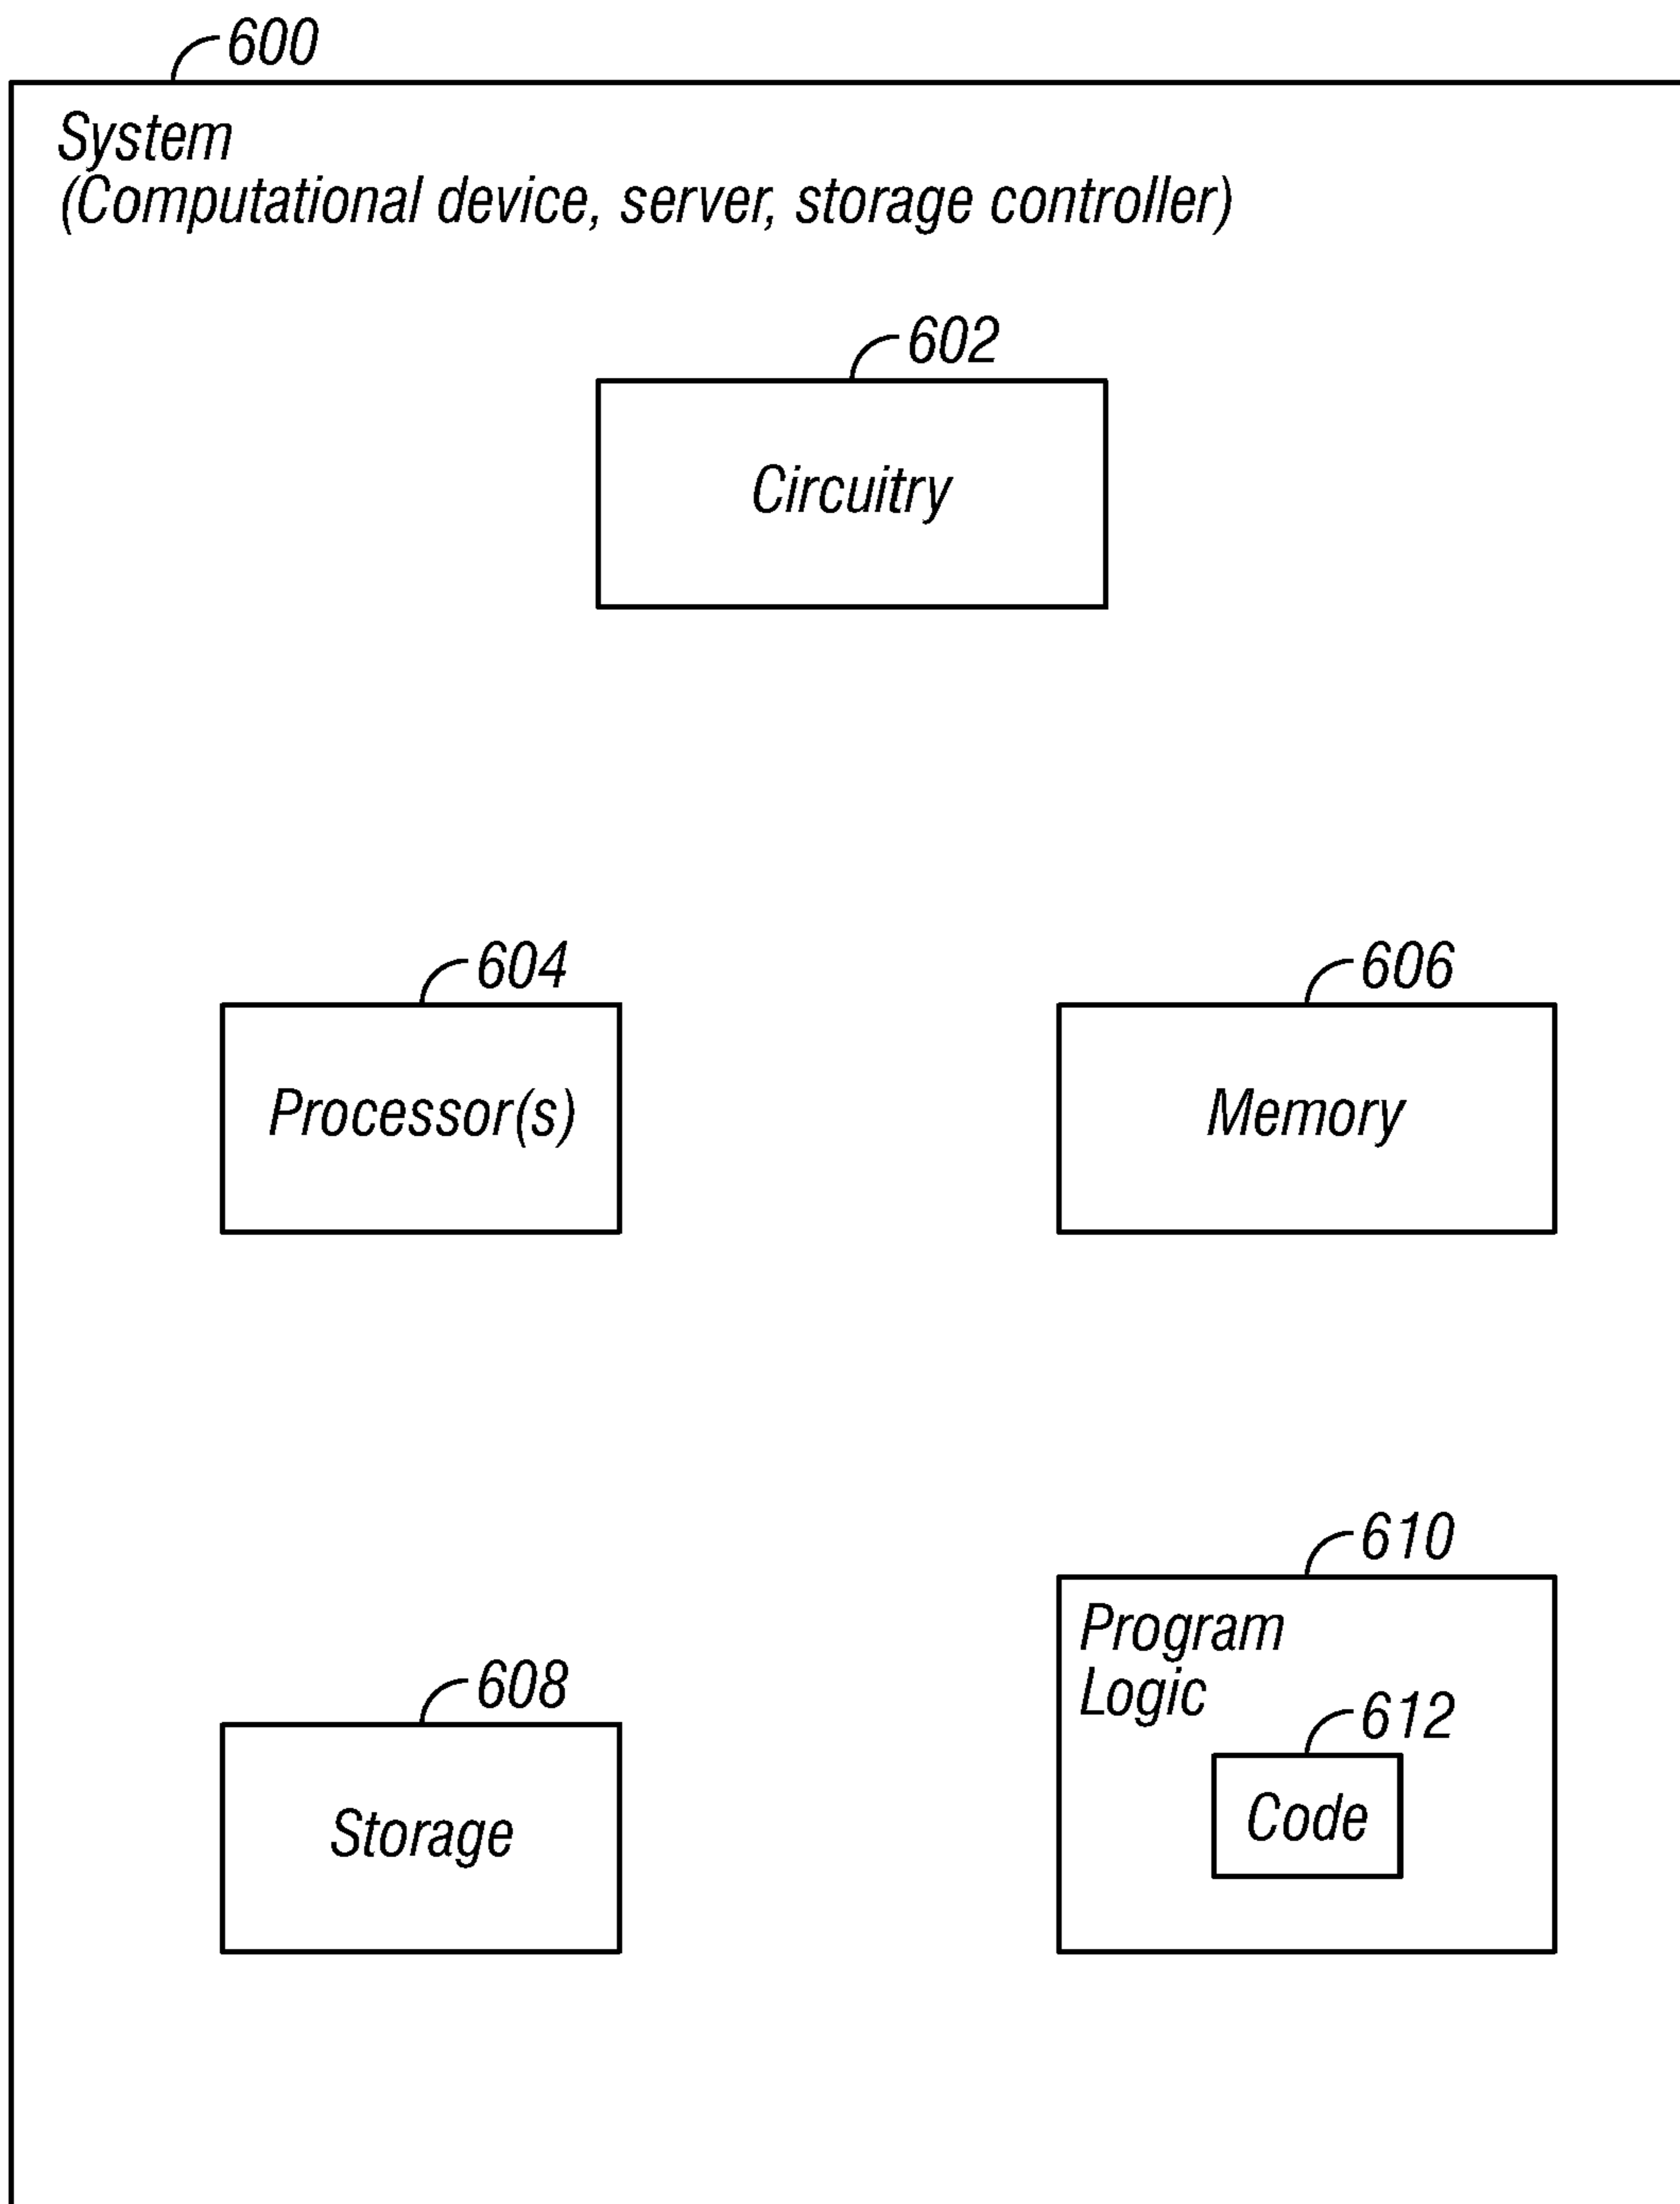 600
System
(Computational device, server, storage controller)
602
Circuitry
604
Processor(s)
606
Memory
608
Storage
610
Program
Logic
612
Code